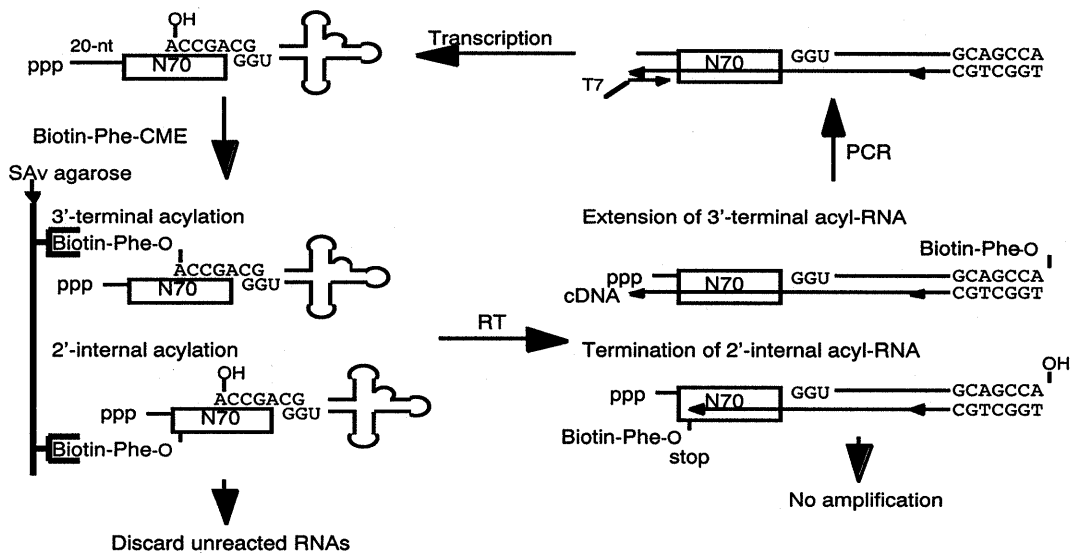 OH
20-nt
ACCGACG
ppp
N70
GGU
Transcription
N70
GGU
GCAGCCA
CGTCGGT
T7
Biotin-Phe-CME
PCR
SAv agarose
3'-terminal acylation
Biotin-Phe-O
ACCGACG
ppp
N70
GGU
Extension of 3'-terminal acyl-RNA
Biotin-Phe-O
ppp
N70
GGU
GCAGCCA
cDNA
CGTCGGT
RT
2'-internal acylation
OH
ACCGACG
ppp
N70
GGU
Biotin-Phe-O
Termination of 2'-internal acyl-RNA
OH
ppp
N70
GGU
GCAGCCA
CGTCGGT
Biotin-Phe-O
stop
No amplification
Discard unreacted RNAs